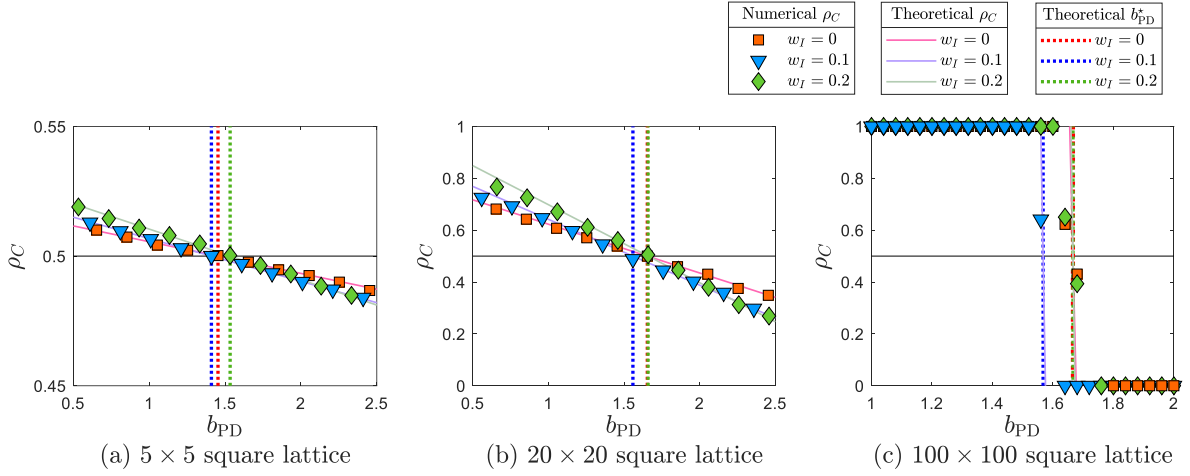 Numerical ρ_C
w_I = 0
w_I = 0.1
w_I = 0.2
Theoretical ρ_C
w_I = 0
w_I = 0.1
w_I = 0.2
Theoretical b*_PD
w_I = 0
w_I = 0.1
w_I = 0.2
0.55
0.5
0.45
ρ_C
0.5 1 1.5 2 2.5
b_PD
(a) 5 × 5 square lattice
1
0.8
0.6
0.4
0.2
0
ρ_C
0.5 1 1.5 2 2.5
b_PD
(b) 20 × 20 square lattice
1
0.8
0.6
0.4
0.2
0
ρ_C
1 1.2 1.4 1.6 1.8 2
b_PD
(c) 100 × 100 square lattice